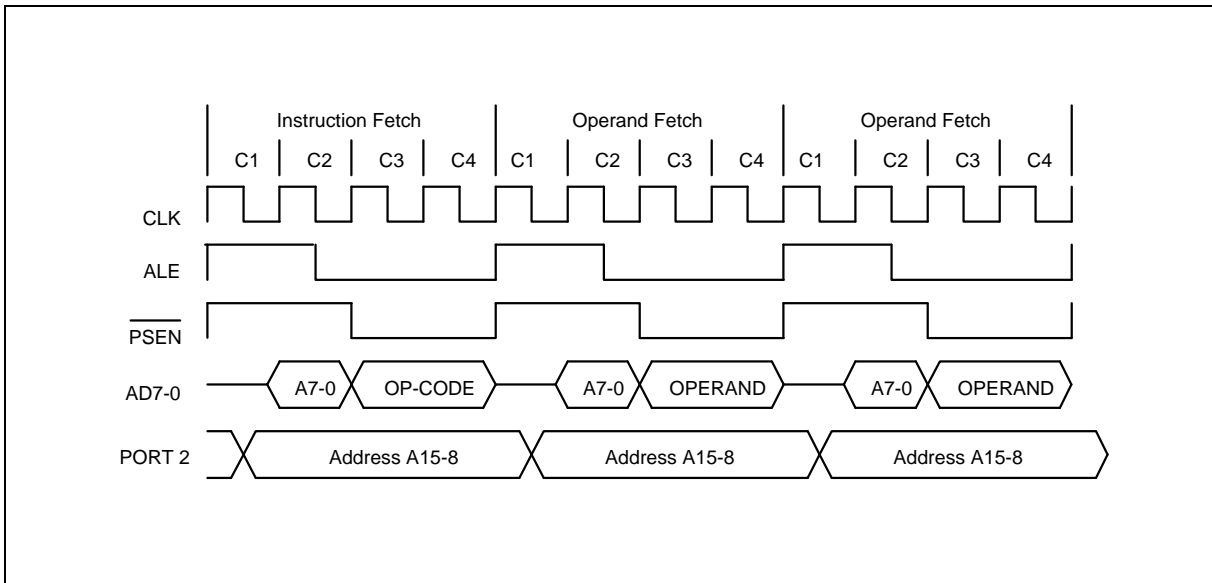 Instruction Fetch Operand Fetch Operand Fetch
C1 C2 C3 C4 C1 C2 C3 C4 C1 C2 C3 C4
CLK
ALE
PSEN
AD7-0 A7-0 OP-CODE A7-0 OPERAND A7-0 OPERAND
PORT 2 Address A15-8 Address A15-8 Address A15-8